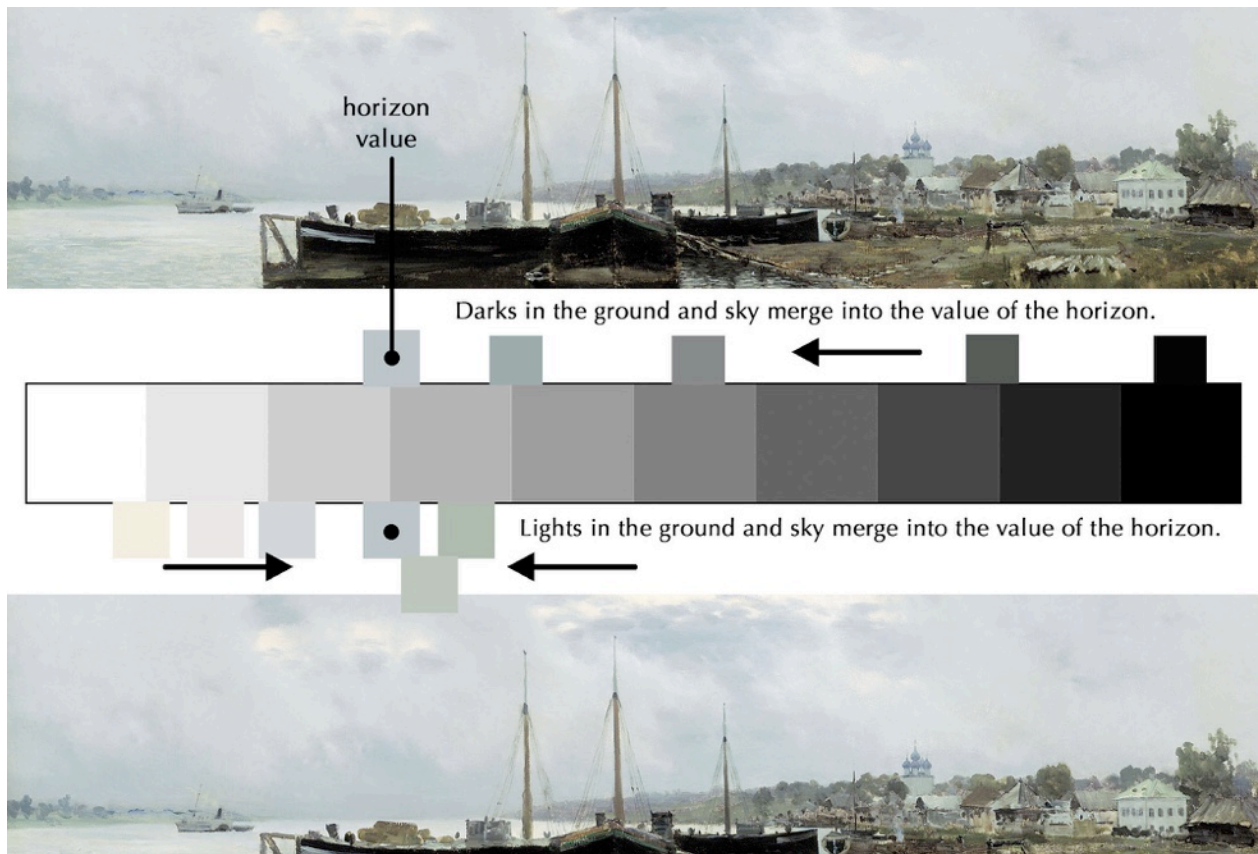 horizon
value
Darks in the ground and sky merge into the value of the horizon.
Lights in the ground and sky merge into the value of the horizon.